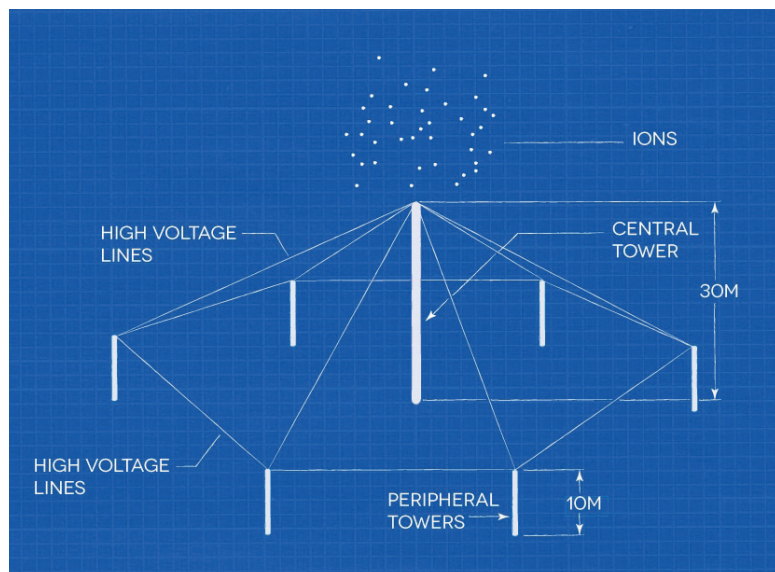 IONS
HIGH VOLTAGE
LINES
CENTRAL
TOWER
30M
HIGH VOLTAGE
LINES
PERIPHERAL
TOWERS
10M